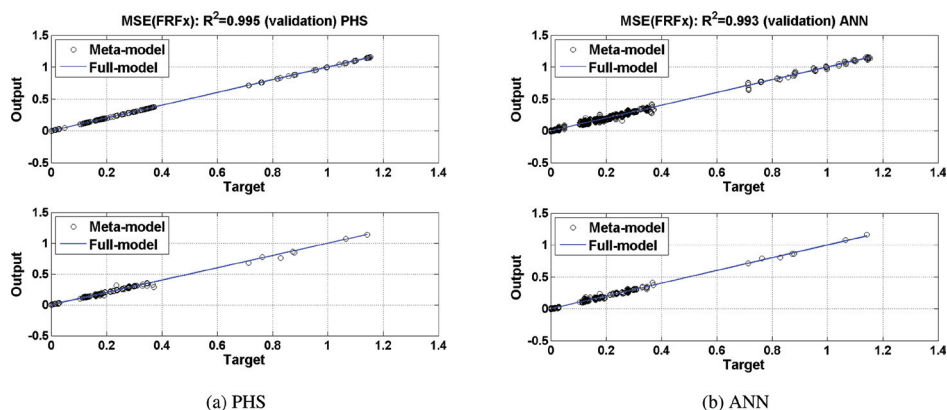 MSE(FRFx): R²=0.995 (validation) PHS
1.5
1
0.5
0
-0.5
Output
Meta-model
Full-model
0 0.2 0.4 0.6 0.8 1 1.2 1.4
Target
1.5
1
0.5
0
-0.5
Output
Meta-model
Full-model
0 0.2 0.4 0.6 0.8 1 1.2 1.4
Target
(a) PHS
MSE(FRFx): R²=0.993 (validation) ANN
1.5
1
0.5
0
-0.5
Output
Meta-model
Full-model
0 0.2 0.4 0.6 0.8 1 1.2 1.4
Target
1.5
1
0.5
0
-0.5
Output
Meta-model
Full-model
0 0.2 0.4 0.6 0.8 1 1.2 1.4
Target
(b) ANN